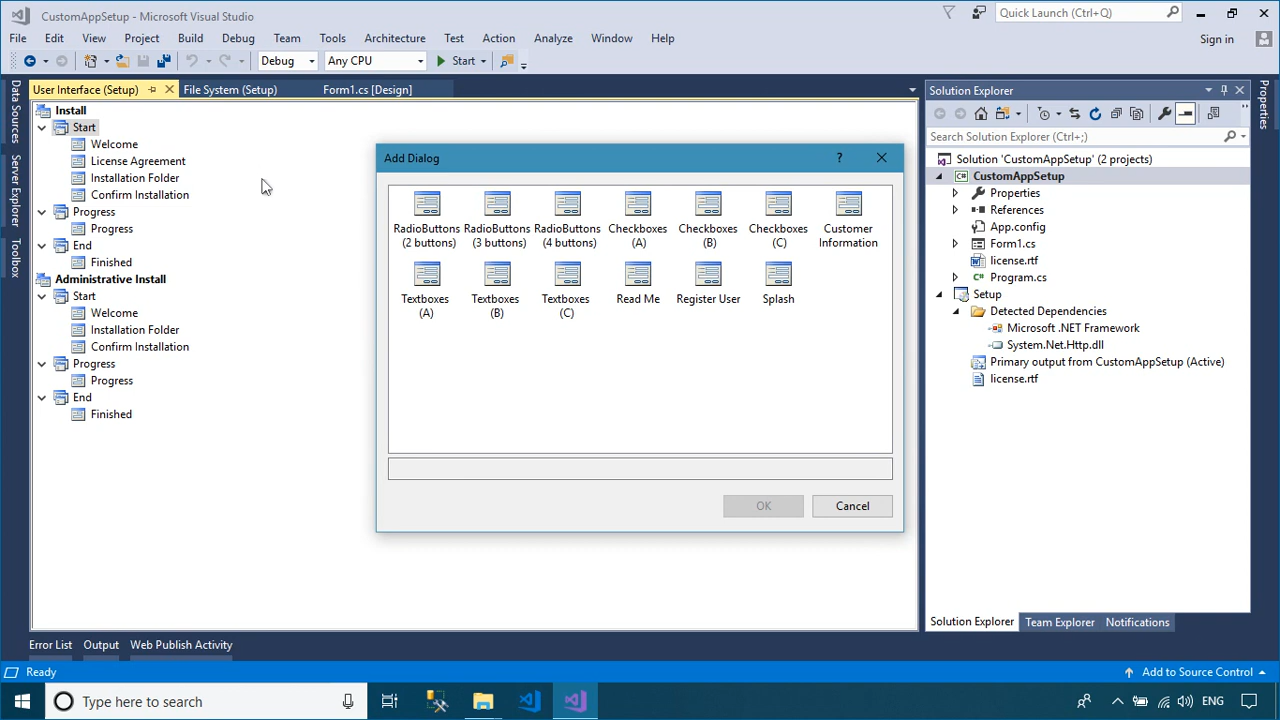 CustomAppSetup - Microsoft Visual Studio
Quick Launch (Ctrl+Q)
File Edit View Project Build Debug Team Tools Architecture Test Action Analyze Window Help
Sign in
Debug Any CPU Start
Data Sources
Server Explorer
Toolbox
User Interface (Setup) File System (Setup) Form1.cs [Design]
Install
Start
Welcome
License Agreement
Installation Folder
Confirm Installation
Progress
Progress
End
Finished
Administrative Install
Start
Welcome
Installation Folder
Confirm Installation
Progress
Progress
End
Finished
Add Dialog
?
RadioButtons (2 buttons)
RadioButtons (3 buttons)
RadioButtons (4 buttons)
Checkboxes (A)
Checkboxes (B)
Checkboxes (C)
Customer Information
Textboxes (A)
Textboxes (B)
Textboxes (C)
Read Me
Register User
Splash
OK Cancel
Solution Explorer
Search Solution Explorer (Ctrl+;)
Solution 'CustomAppSetup' (2 projects)
CustomAppSetup
Properties
References
App.config
Form1.cs
license.rtf
Program.cs
Setup
Detected Dependencies
Microsoft .NET Framework
System.Net.Http.dll
Primary output from CustomAppSetup (Active)
license.rtf
Solution Explorer Team Explorer Notifications
Properties
Error List Output Web Publish Activity
Ready
Add to Source Control
Type here to search
ENG